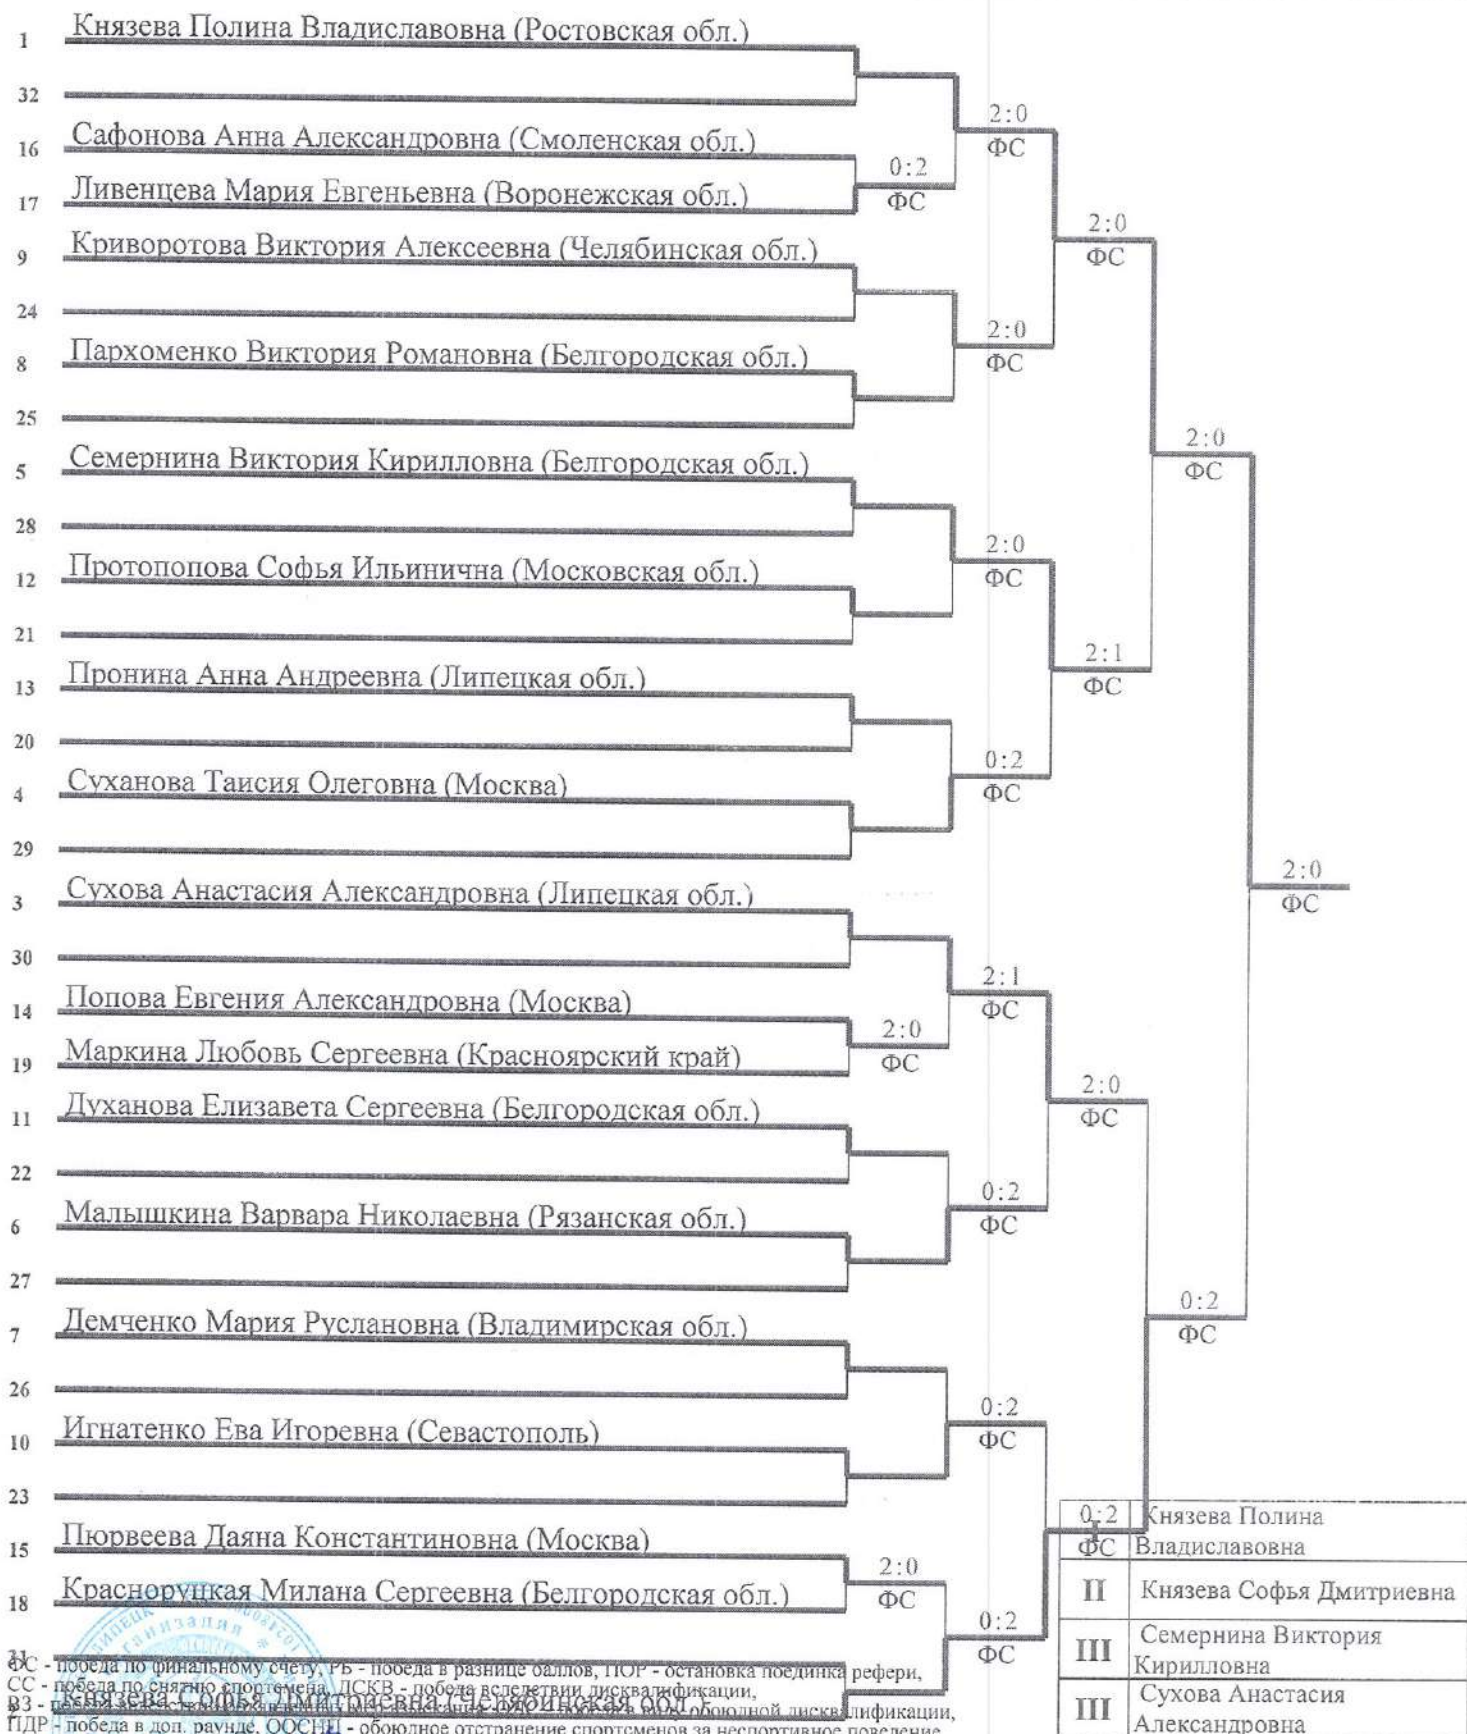 1 Князева Полина Владиславовна (Ростовская обл.)
32
2:0
ФС
16 Сафонова Анна Александровна (Смоленская обл.)
0:2
ФС
17 Ливенцева Мария Евгеньевна (Воронежская обл.)
2:0
ФС
9 Криворотова Виктория Алексеевна (Челябинская обл.)
24
2:0
ФС
8 Пархоменко Виктория Романовна (Белгородская обл.)
25
2:0
ФС
5 Семернина Виктория Кирилловна (Белгородская обл.)
28
2:0
ФС
12 Протопопова Софья Ильинична (Московская обл.)
21
2:1
ФС
13 Пронина Анна Андреевна (Липецкая обл.)
20
0:2
ФС
4 Суханова Таисия Олеговна (Москва)
29
2:0
ФС
3 Сухова Анастасия Александровна (Липецкая обл.)
30
2:1
ФС
14 Попова Евгения Александровна (Москва)
2:0
ФС
19 Маркина Любовь Сергеевна (Красноярский край)
2:0
ФС
11 Духанова Елизавета Сергеевна (Белгородская обл.)
22
0:2
ФС
6 Малышкина Варвара Николаевна (Рязанская обл.)
27
0:2
ФС
7 Демченко Мария Руслановна (Владимирская обл.)
26
0:2
ФС
10 Игнатенко Ева Игоревна (Севастополь)
23
0:2
ФС
15 Пюрвеева Даяна Константиновна (Москва)
2:0
ФС
18 Красноруцкая Милана Сергеевна (Белгородская обл.)
0:2
ФС
31
Князева Софья Дмитриевна (Челябинская обл.)
I Князева Полина
Владиславовна
II Князева Софья Дмитриевна
III Семернина Виктория
Кирилловна
III Сухова Анастасия
Александровна
ФС - победа по финальному счету, РБ - победа в разнице баллов, ПОР - остановка поединка рефери,
СС - победа по снятию спортсмена, ДСКВ - победа вследствии дисквалификации,
ВЗ - обоюдной дисквалификации,
ПДР - победа в доп. раунде, ООСНП - обоюдное отстранение спортсменов за неспортивное поведение